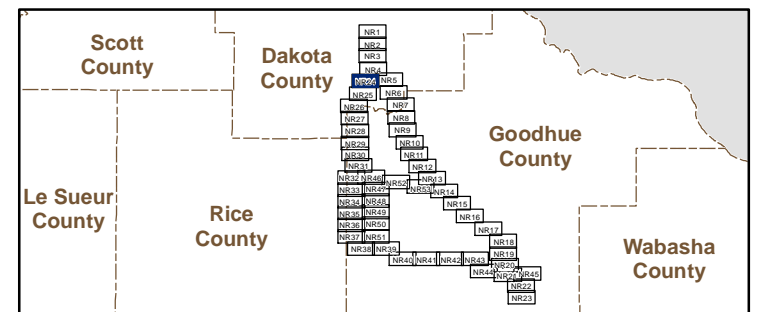 Scott
County
Dakota
County
Goodhue
County
Le Sueur
County
Rice
County
Wabasha
County
NR1
NR2
NR3
NR4
NR24
NR5
NR25
NR6
NR26
NR7
NR27
NR8
NR28
NR9
NR29
NR10
NR30
NR11
NR31
NR12
NR32
NR46
NR52
NR13
NR33
NR47
NR53
NR14
NR34
NR48
NR15
NR35
NR49
NR16
NR36
NR50
NR17
NR37
NR51
NR18
NR38
NR39
NR19
NR40
NR41
NR42
NR43
NR20
NR44
NR21
NR45
NR22
NR23